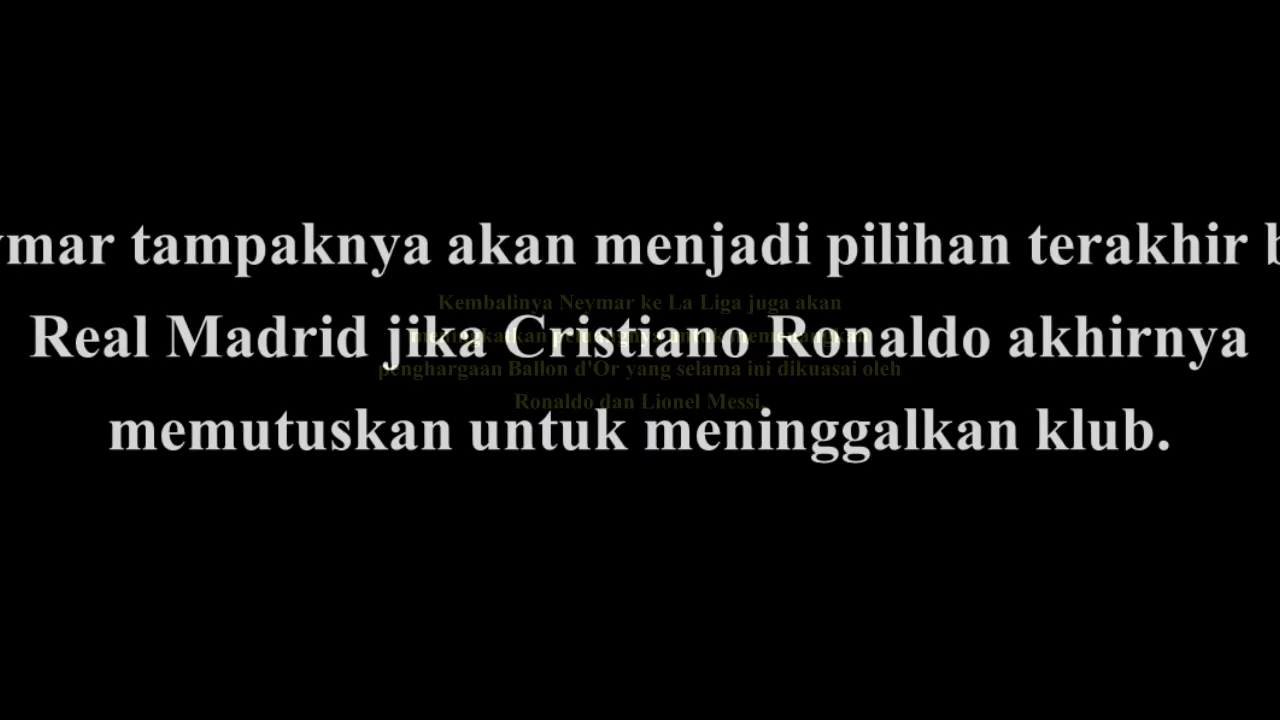 ymar tampaknya akan menjadi pilihan terakhir b
Kembalinya Neymar ke La Liga juga akan
Real Madrid jika Cristiano Ronaldo akhirnya
penghargaan Ballon d'Or yang selama ini dikuasai oleh
Ronaldo dan Lionel Messi.
memutuskan untuk meninggalkan klub.